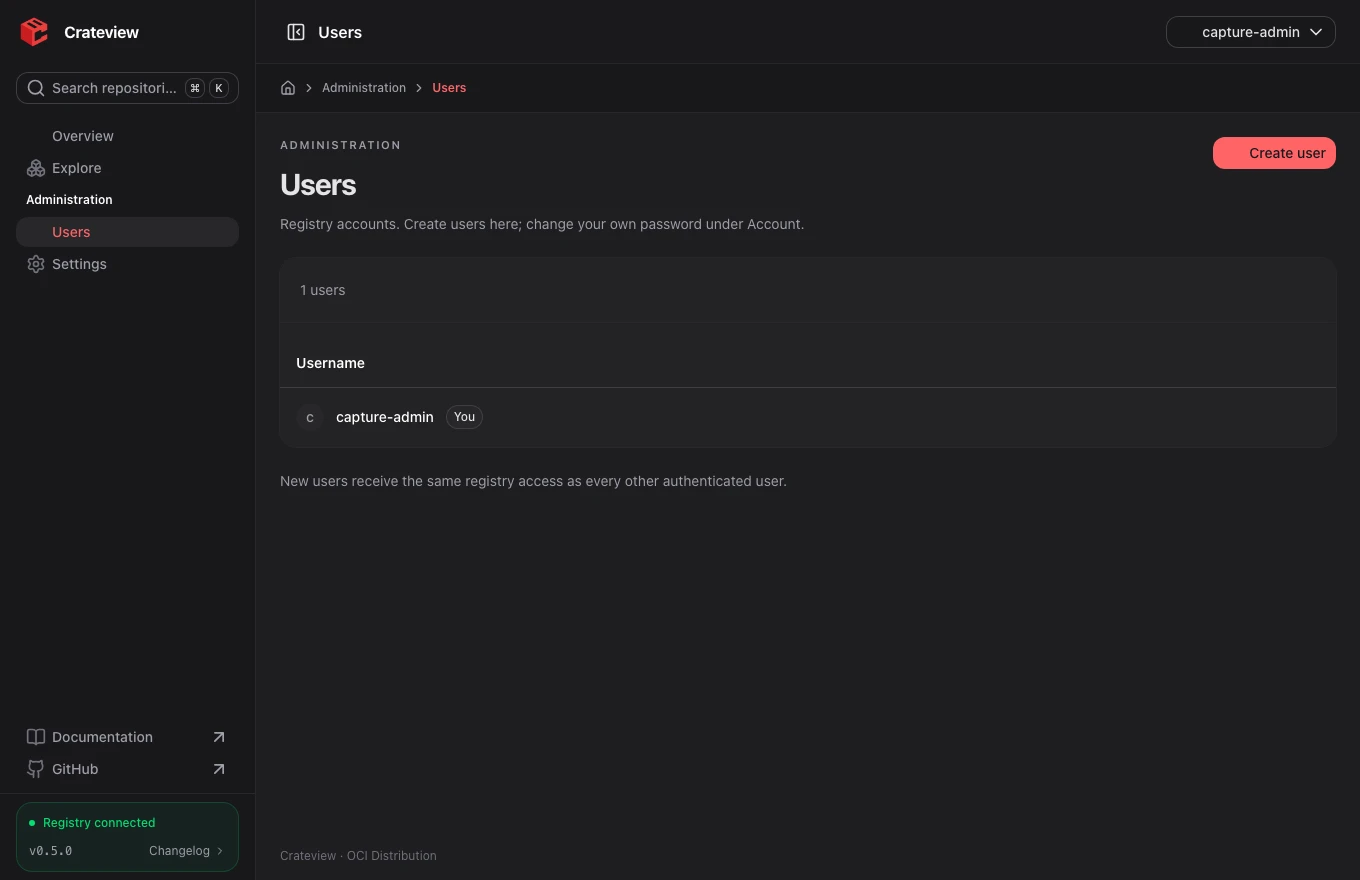 Crateview
Users
capture-admin
Search repositori... ⌘ K
Administration
Users
Overview
Explore
Administration
Users
Settings
ADMINISTRATION
Create user
Users
Registry accounts. Create users here; change your own password under Account.
1 users
Username
c capture-admin You
New users receive the same registry access as every other authenticated user.
Documentation
GitHub
Registry connected
v0.5.0 Changelog
Crateview · OCI Distribution